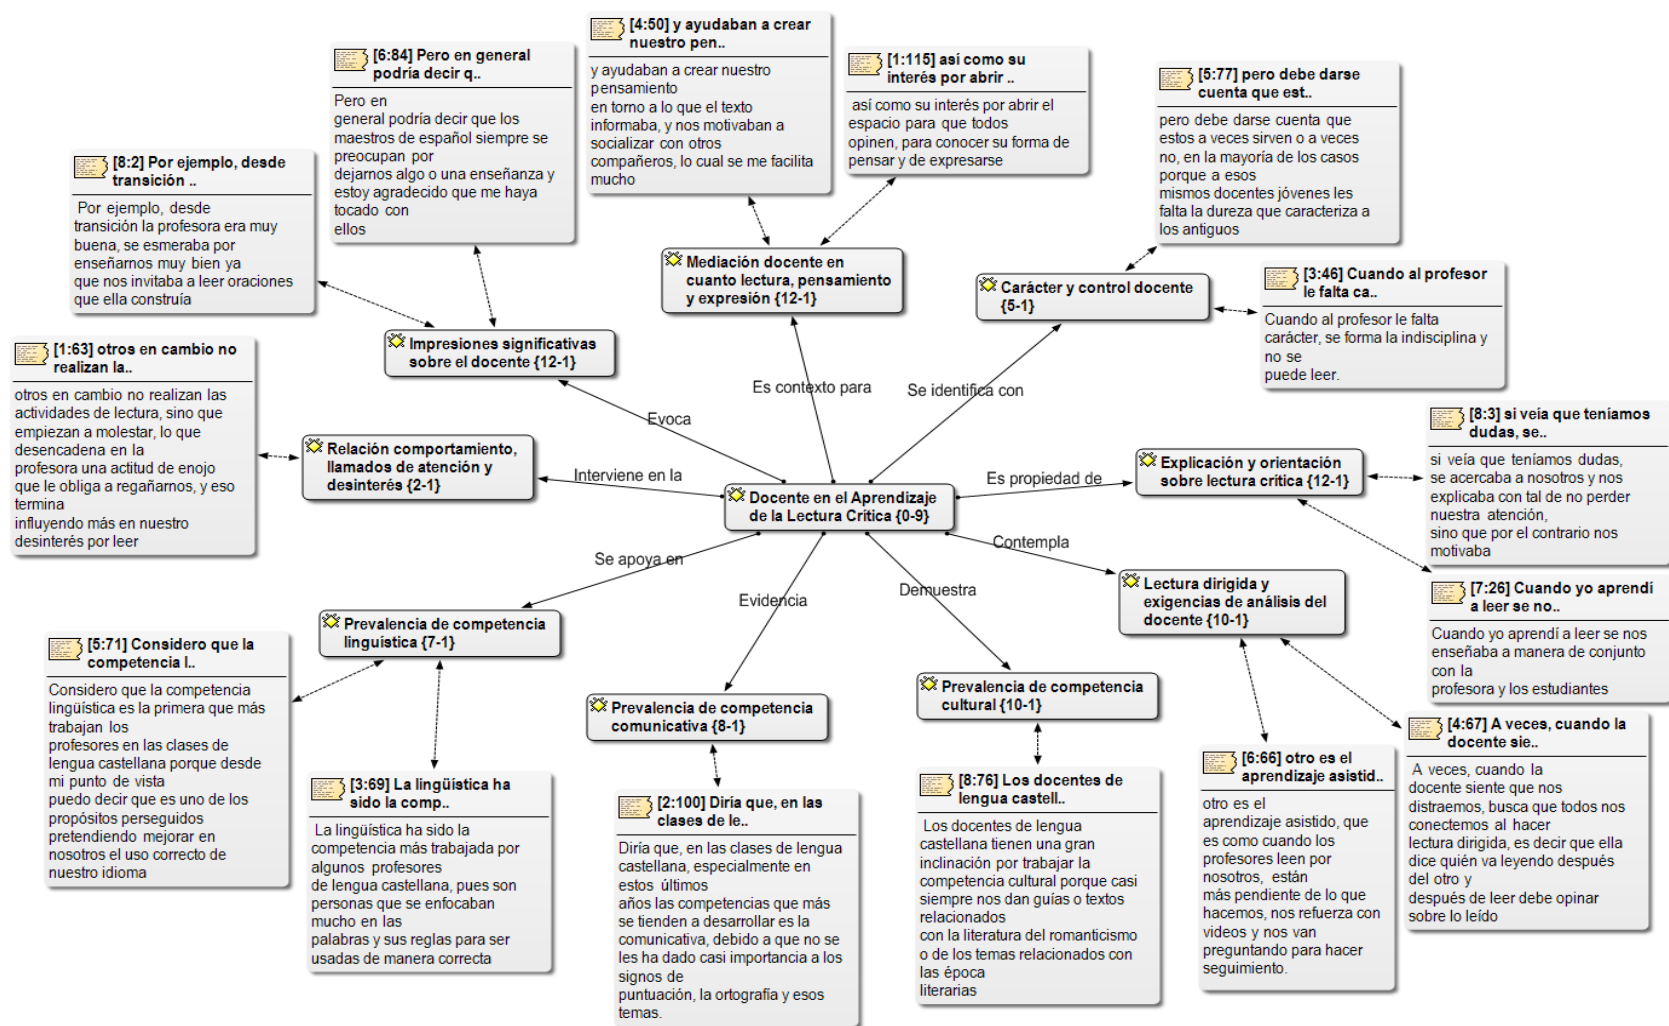 [4:50] y ayudaban a crear
nuestro pen..
y ayudaban a crear nuestro
pensamiento
en torno a lo que el texto
informaba, y nos motivaban a
socializar con otros
compañeros, lo cual se me facilita
mucho
[6:84] Pero en general
podría decir q..
Pero en
general podría decir que los
maestros de español siempre se
preocupan por
dejarnos algo o una enseñanza y
estoy agradecido que me haya
tocado con
ellos
[1:115] así como su
interés por abrir ..
así como su interés por abrir el
espacio para que todos
opinen, para conocer su forma de
pensar y de expresarse
[5:77] pero debe darse
cuenta que est..
pero debe darse cuenta que
estos a veces sirven o a veces
no, en la mayoría de los casos
porque a esos
mismos docentes jóvenes les
falta la dureza que caracteriza a
los antiguos
[8:2] Por ejemplo, desde
transición ..
Por ejemplo, desde
transición la profesora era muy
buena, se esmeraba por
enseñarnos muy bien ya
que nos invitaba a leer oraciones
que ella construía
Mediación docente en
cuanto lectura, pensamiento
y expresión {12-1}
Carácter y control docente
{5-1}
[3:46] Cuando al profesor
le falta ca..
Cuando al profesor le falta
carácter, se forma la indisciplina y
no se
puede leer.
Impresiones significativas
sobre el docente {12-1}
[1:63] otros en cambio no
realizan la..
otros en cambio no realizan las
actividades de lectura, sino que
empiezan a molestar, lo que
desencadena en la
profesora una actitud de enojo
que le obliga a regañarnos, y eso
termina
influyendo más en nuestro
desinterés por leer
Es contexto para
Se identifica con
Evoca
Relación comportamiento,
llamados de atención y
desinterés {2-1}
Interviene en la
Docente en el Aprendizaje
de la Lectura Crítica {0-9}
Es propiedad de
Explicación y orientación
sobre lectura crítica {12-1}
[8:3] si veía que teníamos
dudas, se..
si veía que teníamos dudas,
se acercaba a nosotros y nos
explicaba con tal de no perder
nuestra atención,
sino que por el contrario nos
motivaba
Se apoya en
Evidencia
Demuestra
Contempla
Lectura dirigida y
exigencias de análisis del
docente {10-1}
[7:26] Cuando yo aprendí
a leer se no..
Cuando yo aprendí a leer se nos
enseñaba a manera de conjunto
con la
profesora y los estudiantes
Prevalencia de competencia
linguística {7-1}
[5:71] Considero que la
competencia l..
Considero que la competencia
lingüística es la primera que más
trabajan los
profesores en las clases de
lengua castellana porque desde
mi punto de vista
puedo decir que es uno de los
propósitos perseguidos
pretendiendo mejorar en
nosotros el uso correcto de
nuestro idioma
Prevalencia de competencia
comunicativa {8-1}
Prevalencia de competencia
cultural {10-1}
[3:69] La lingüística ha
sido la comp..
La lingüística ha sido la
competencia más trabajada por
algunos profesores
de lengua castellana, pues son
personas que se enfocaban
mucho en las
palabras y sus reglas para ser
usadas de manera correcta
[2:100] Diría que, en las
clases de le..
Diría que, en las clases de lengua
castellana, especialmente en
estos últimos
años las competencias que más
se tienden a desarrollar es la
comunicativa, debido a que no se
les ha dado casi importancia a los
signos de
puntuación, la ortografía y esos
temas.
[8:76] Los docentes de
lengua castell..
Los docentes de lengua
castellana tienen una gran
inclinación por trabajar la
competencia cultural porque casi
siempre nos dan guías o textos
relacionados
con la literatura del romanticismo
o de los temas relacionados con
las época
literarias
[6:66] otro es el
aprendizaje asistid..
otro es el
aprendizaje asistido, que
es como cuando los
profesores leen por
nosotros, están
más pendiente de lo que
hacemos, nos refuerza con
videos y nos van
preguntando para hacer
seguimiento.
[4:67] A veces, cuando la
docente sie..
A veces, cuando la
docente siente que nos
distraemos, busca que todos nos
conectemos al hacer
lectura dirigida, es decir que ella
dice quién va leyendo después
del otro y
después de leer debe opinar
sobre lo leído